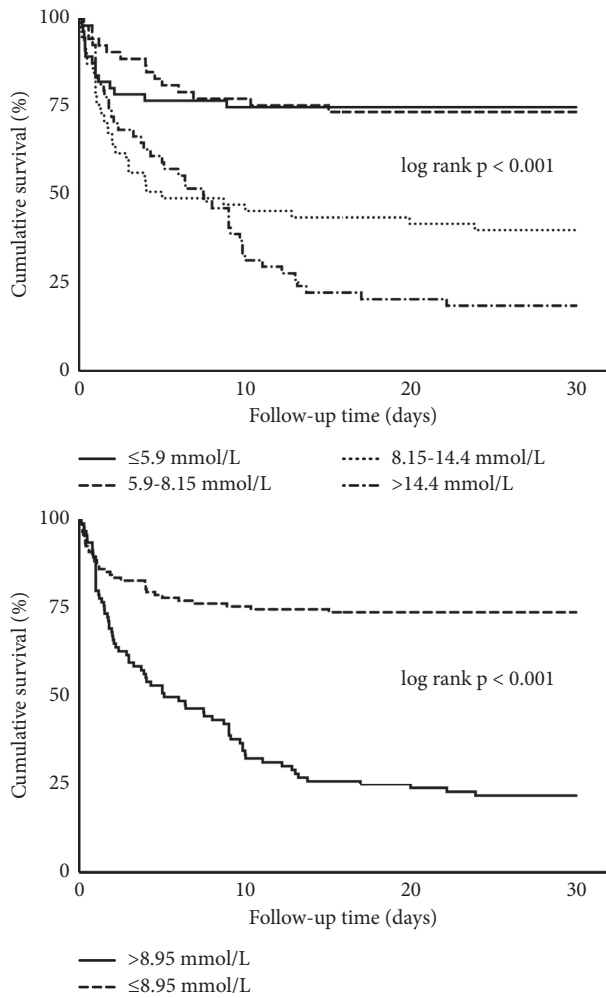 100
75
50
25
0
Cumulative survival (%)
log rank p < 0.001
0 10 20 30
Follow-up time (days)
≤5.9 mmol/L 8.15-14.4 mmol/L
5.9-8.15 mmol/L >14.4 mmol/L
100
75
50
25
0
Cumulative survival (%)
log rank p < 0.001
0 10 20 30
Follow-up time (days)
>8.95 mmol/L
≤8.95 mmol/L